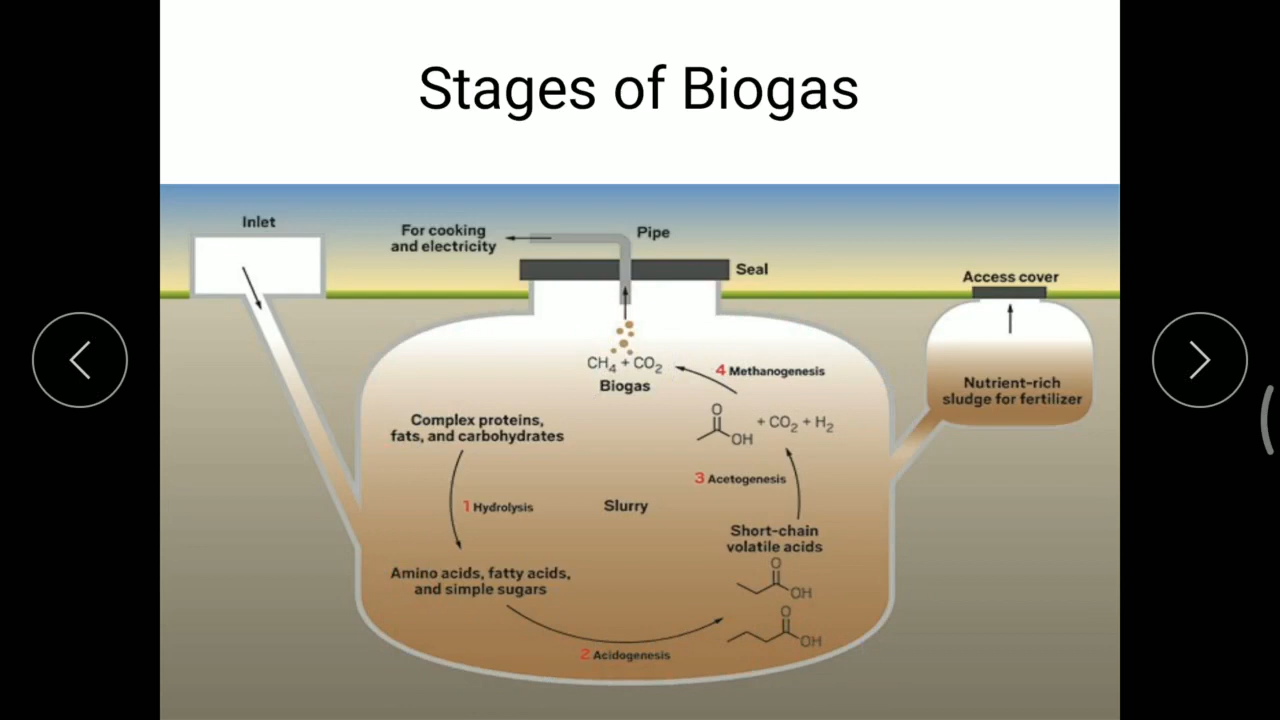 Stages of Biogas
Inlet
For cooking
and electricity
Pipe
Seal
Access cover
CH₄ + CO₂
Biogas
4 Methanogenesis
Nutrient-rich
sludge for fertilizer
Complex proteins,
fats, and carbohydrates
O
OH
+ CO₂ + H₂
3 Acetogenesis
1 Hydrolysis
Slurry
Short-chain
volatile acids
Amino acids, fatty acids,
and simple sugars
O
OH
O
OH
2 Acidogenesis